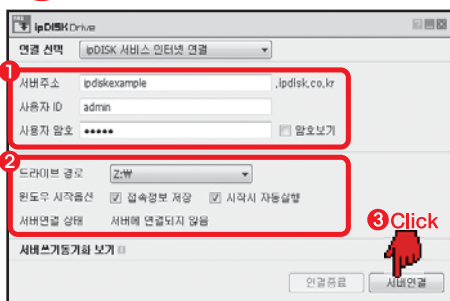 ipDISK Drive
연결 선택 ipDISK 서비스 인터넷 연결
1
서버주소 ipdiskexample .ipdisk.co.kr
사용자 ID admin
사용자 암호 ●●●●● 암호보기
2
드라이브 경로 Z:₩
윈도우 시작옵션 접속정보 저장 시작시 자동실행
서버연결 상태 서버에 연결되지 않음
3 Click
서버쓰기동기화 보기
연결종료 서버연결